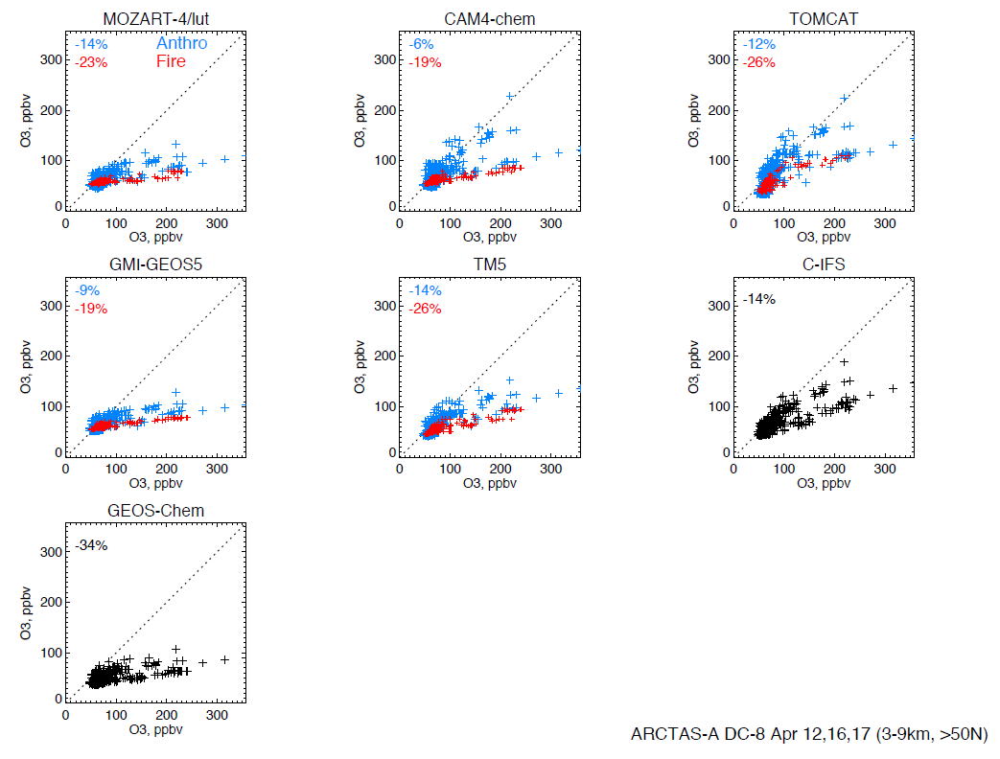 MOZART-4/lut
-14%
Anthro
-23%
Fire
300
200
100
0
0
100
200
300
O3, ppbv
O3, ppbv
CAM4-chem
-6%
-19%
300
200
100
0
0
100
200
300
O3, ppbv
O3, ppbv
TOMCAT
-12%
-26%
300
200
100
0
0
100
200
300
O3, ppbv
O3, ppbv
GMI-GEOS5
-9%
-19%
300
200
100
0
0
100
200
300
O3, ppbv
O3, ppbv
TM5
-14%
-26%
300
200
100
0
0
100
200
300
O3, ppbv
O3, ppbv
C-IFS
-14%
300
200
100
0
0
100
200
300
O3, ppbv
O3, ppbv
GEOS-Chem
-34%
300
200
100
0
0
100
200
300
O3, ppbv
O3, ppbv
ARCTAS-A DC-8 Apr 12,16,17 (3-9km, >50N)